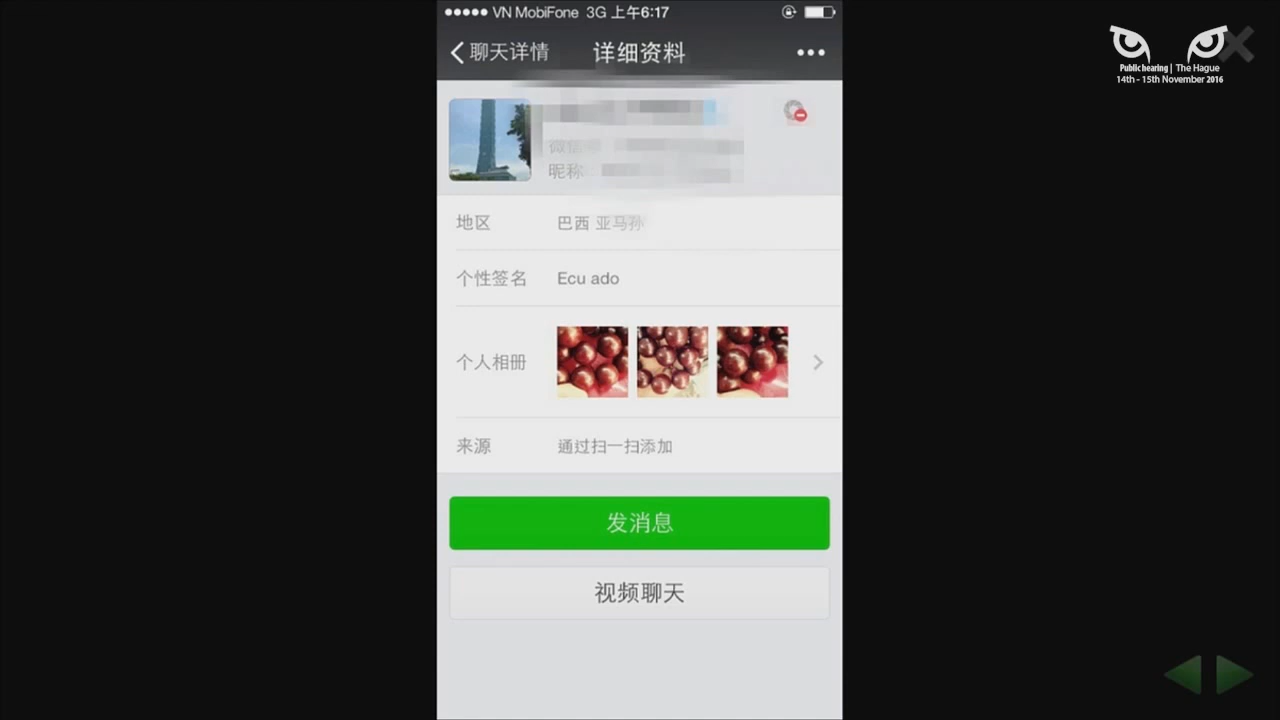 VN MobiFone 3G 上午6:17
聊天详情
详细资料
Public hearing | The Hague
14th - 15th November 2016
微信
昵称
地区 巴西 亚马孙
个性签名 Ecu ado
个人相册
来源 通过扫一扫添加
发消息
视频聊天